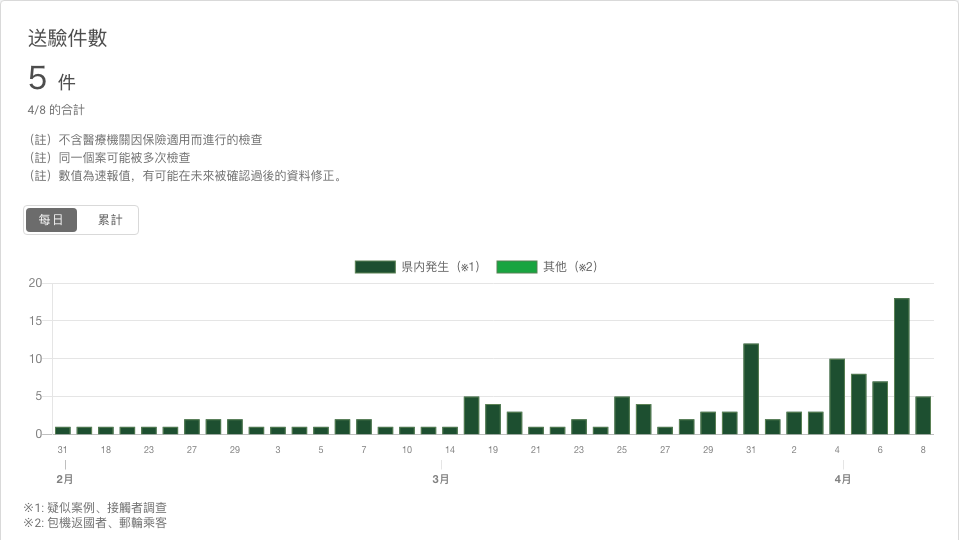 送驗件數
5 件
4/8 的合計
（註）不含醫療機關因保險適用而進行的檢查
（註）同一個案可能被多次檢查
（註）數值為速報值，有可能在未來被確認過後的資料修正。
每日 累計
県内発生（※1） 其他（※2）
20
15
10
5
0
31 18 23 27 29 3 5 7 10 14 19 21 23 25 27 29 31 2 4 6 8
2月 3月 4月
※1: 疑似案例、接觸者調查
※2: 包機返國者、郵輪乘客